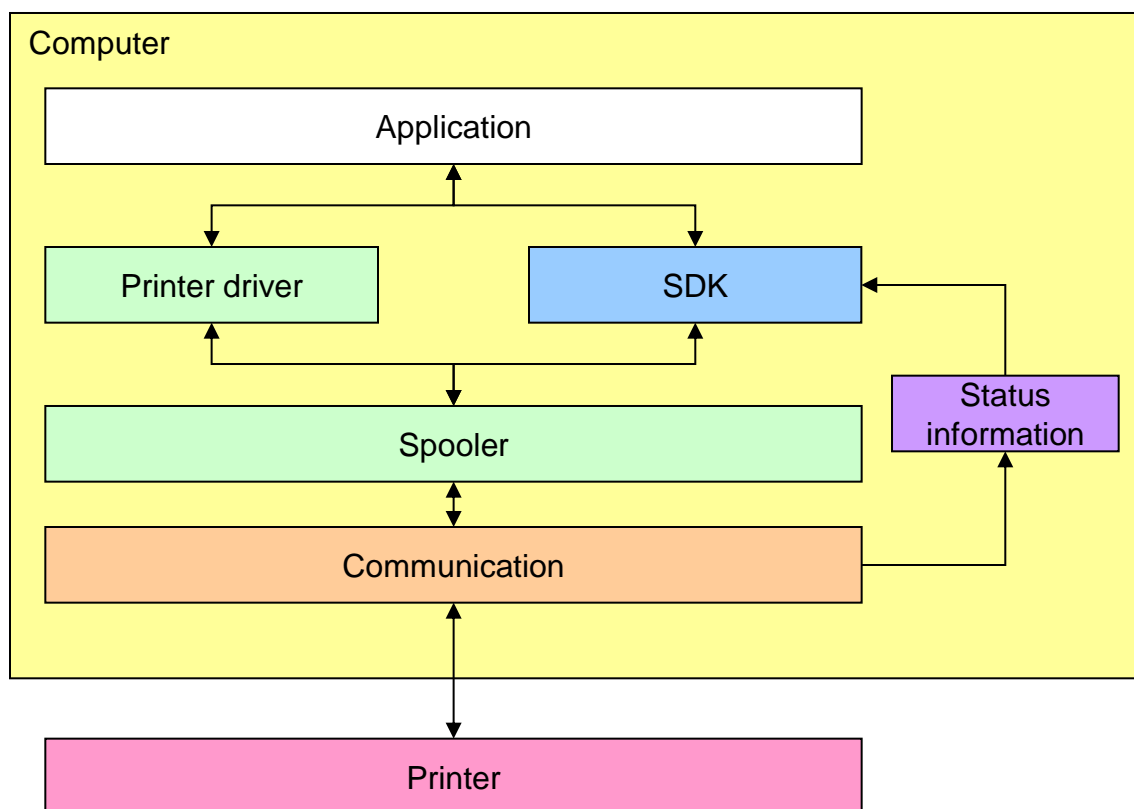 Computer
Application
Printer driver
SDK
Status
information
Spooler
Communication
Printer